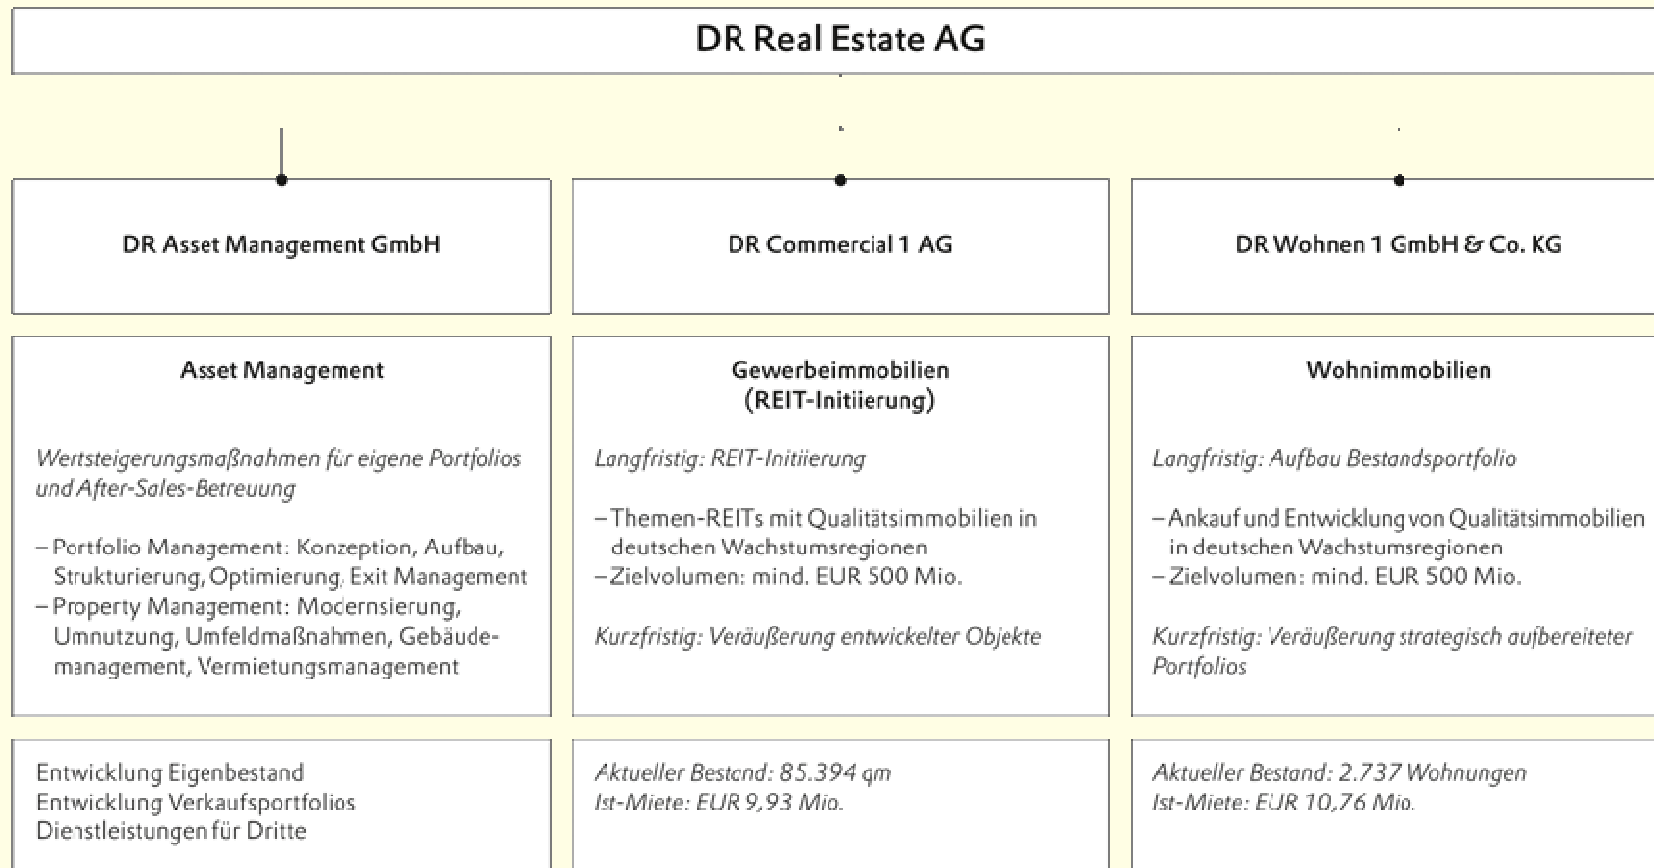 DR Real Estate AG
DR Asset Management GmbH
DR Commercial 1 AG
DR Wohnen 1 GmbH & Co. KG
Asset Management
Wertsteigerungsmaßnahmen für eigene Portfolios
und After-Sales-Betreuung
– Portfolio Management: Konzeption, Aufbau,
Strukturierung, Optimierung, Exit Management
– Property Management: Modernsierung,
Umnutzung, Umfeldmaßnahmen, Gebäude-
management, Vermietungsmanagement
Entwicklung Eigenbestand
Entwicklung Verkaufsportfolios
Dienstleistungen für Dritte
Gewerbeimmobilien
(REIT-Initiierung)
Langfristig: REIT-Initiierung
– Themen-REITs mit Qualitätsimmobilien in
deutschen Wachstumsregionen
– Zielvolumen: mind. EUR 500 Mio.
Kurzfristig: Veräußerung entwickelter Objekte
Aktueller Bestand: 85.394 qm
Ist-Miete: EUR 9,93 Mio.
Wohnimmobilien
Langfristig: Aufbau Bestandsportfolio
– Ankauf und Entwicklung von Qualitätsimmobilien
in deutschen Wachstumsregionen
– Zielvolumen: mind. EUR 500 Mio.
Kurzfristig: Veräußerung strategisch aufbereiteter
Portfolios
Aktueller Bestand: 2.737 Wohnungen
Ist-Miete: EUR 10,76 Mio.